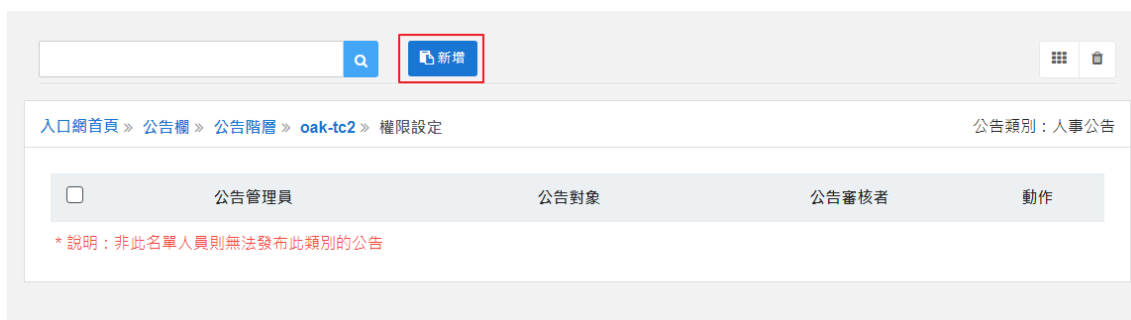 新增
入口網首頁 » 公告欄 » 公告階層 » oak-tc2 » 權限設定 公告類別：人事公告
公告管理員 公告對象 公告審核者 動作
* 說明：非此名單人員則無法發布此類別的公告